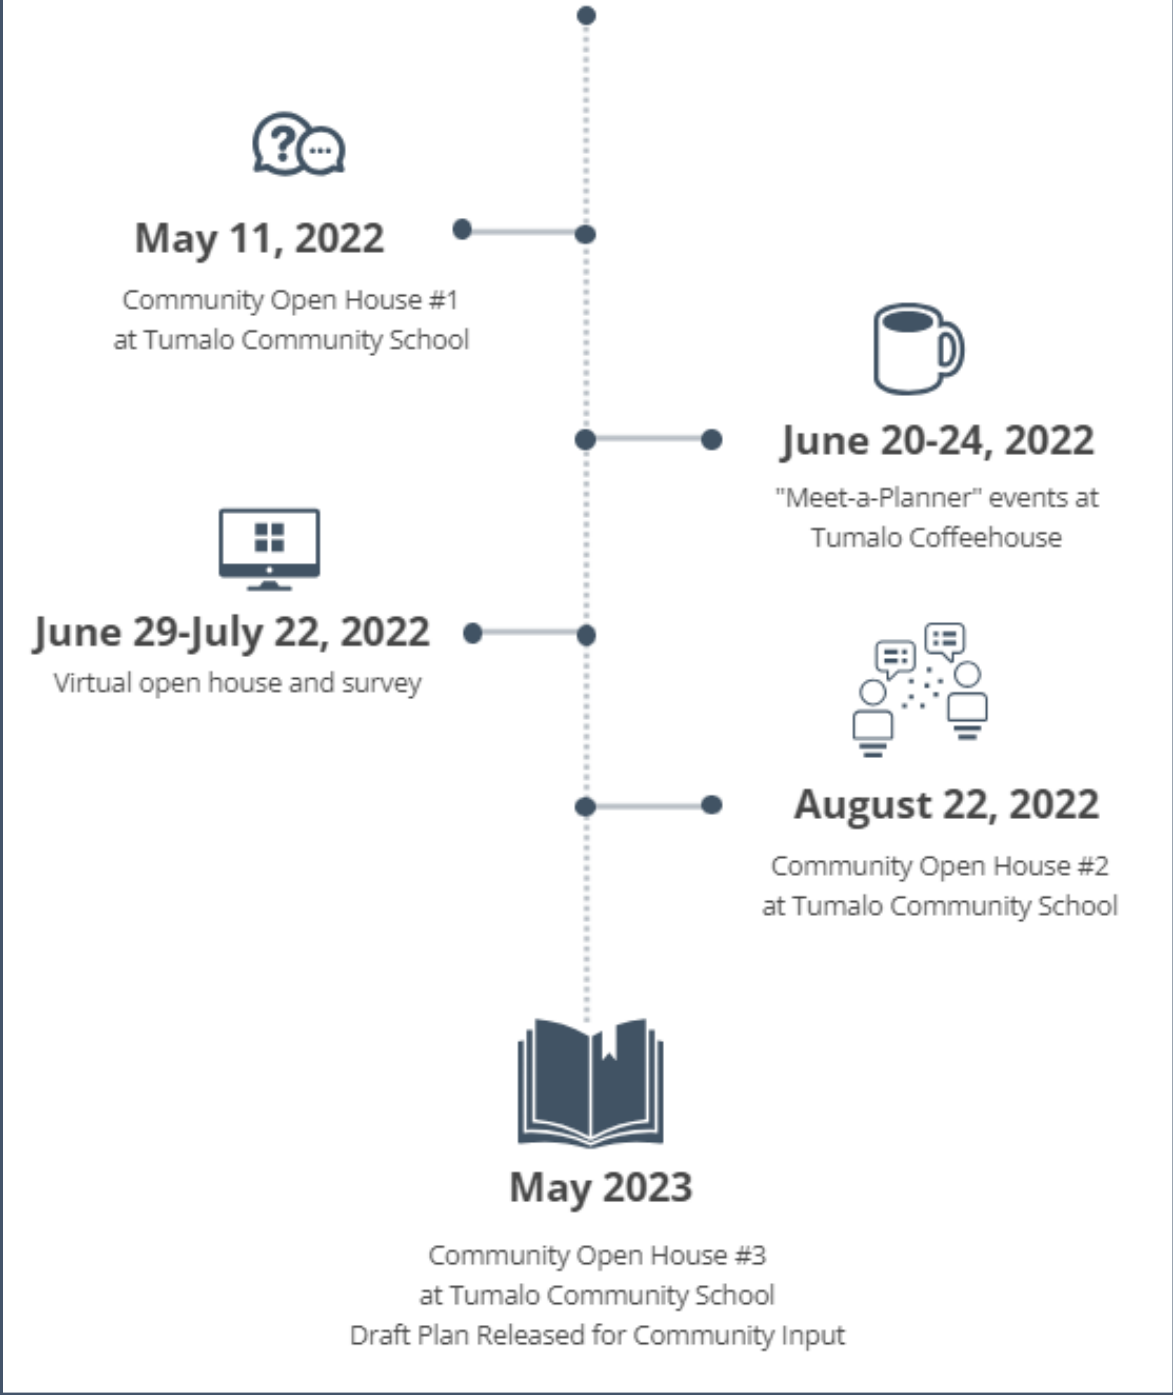 May 11, 2022
Community Open House #1
at Tumalo Community School
June 20-24, 2022
"Meet-a-Planner" events at
Tumalo Coffeehouse
June 29-July 22, 2022
Virtual open house and survey
August 22, 2022
Community Open House #2
at Tumalo Community School
May 2023
Community Open House #3
at Tumalo Community School
Draft Plan Released for Community Input